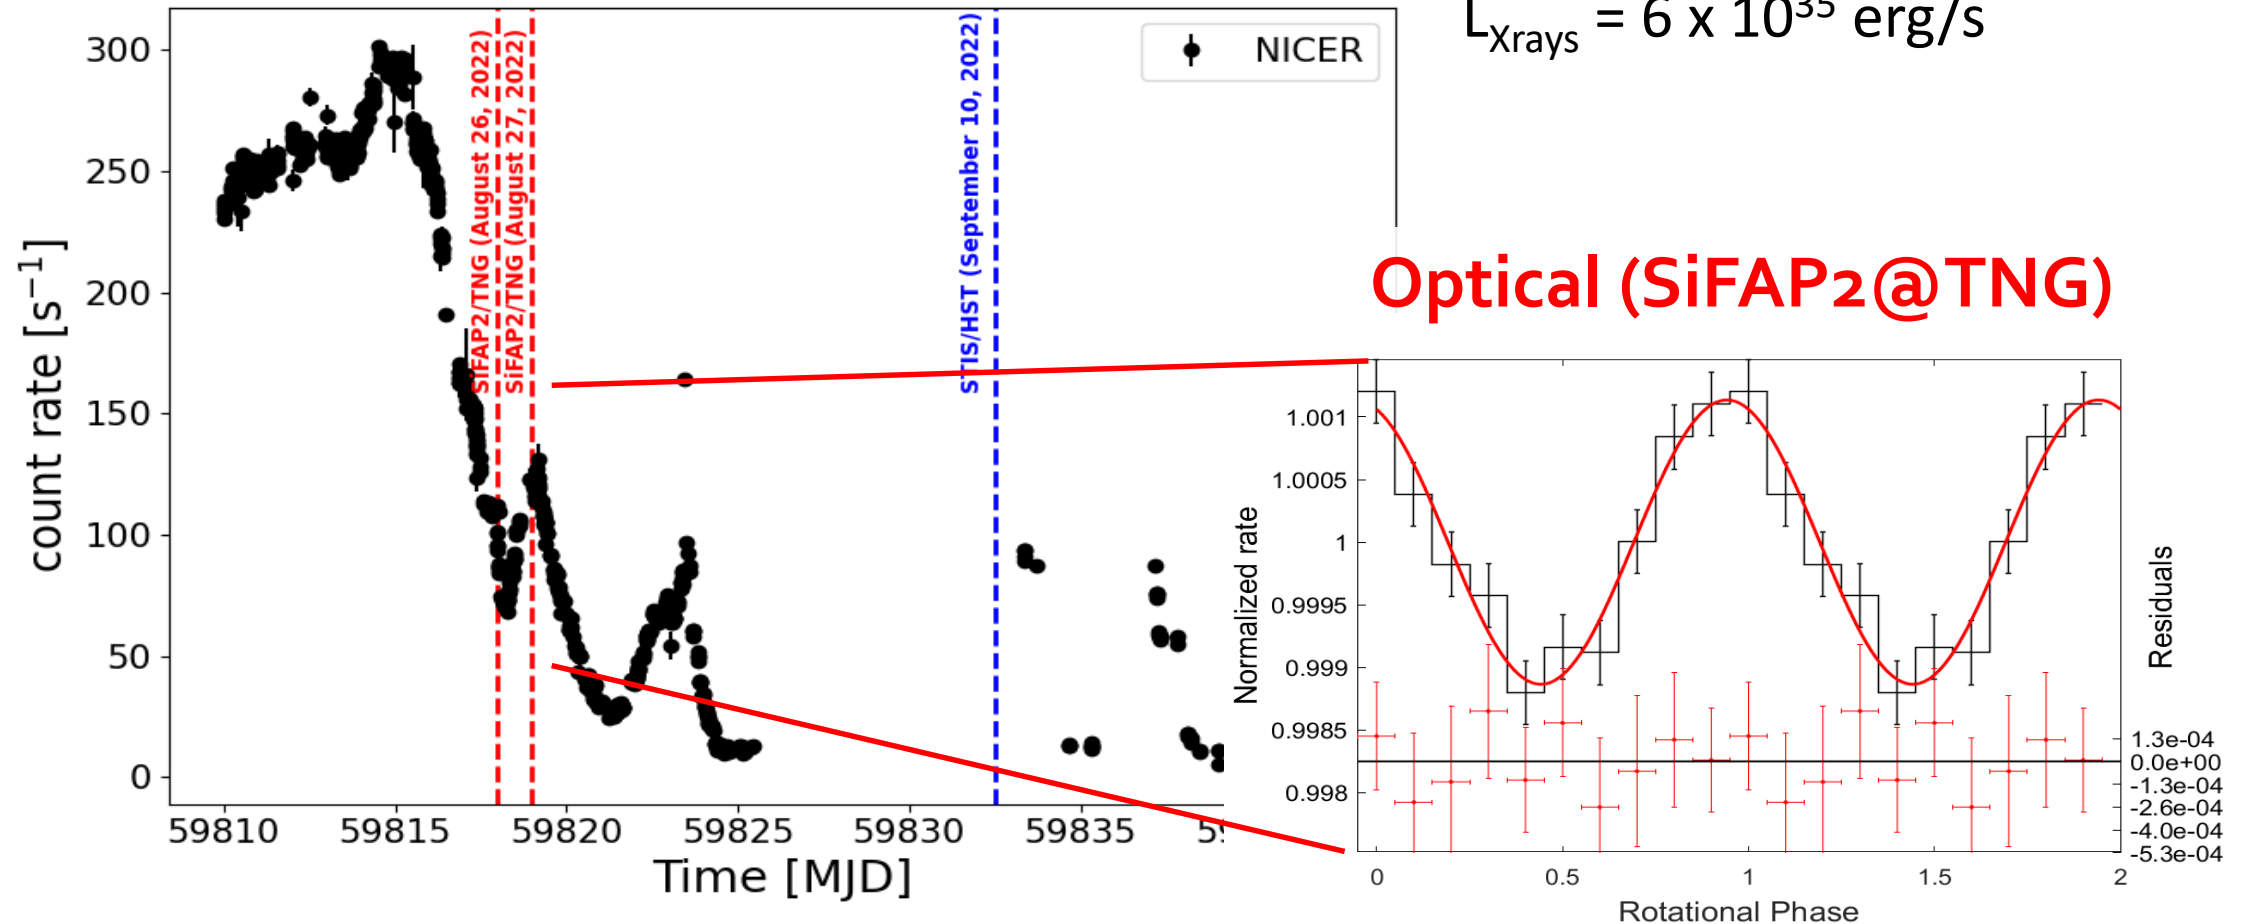 L_Xrays = 6 x 10^35 erg/s
NICER
300
250
200
150
100
50
0
count rate [s⁻¹]
59810
59815
59820
59825
59830
59835
Time [MJD]
SiFAP2/TNG (August 26, 2022)
SiFAP2/TNG (August 27, 2022)
STIS/HST (September 10, 2022)
Optical (SiFAP2@TNG)
1.001
1.0005
1
0.9995
0.999
0.9985
0.998
Normalized rate
Residuals
1.3e-04
0.0e+00
-1.3e-04
-2.6e-04
-4.0e-04
-5.3e-04
0
0.5
1
1.5
2
Rotational Phase